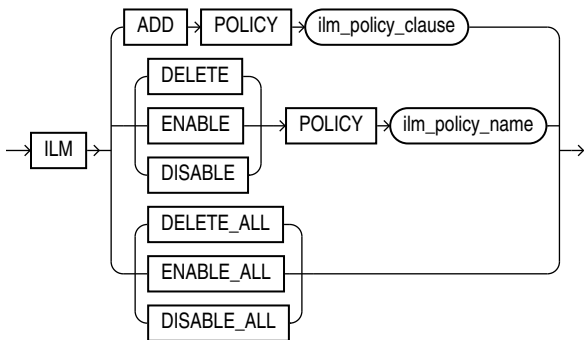 ADD POLICY ilm_policy_clause
DELETE
ENABLE POLICY ilm_policy_name
ILM
DISABLE
DELETE_ALL
ENABLE_ALL
DISABLE_ALL